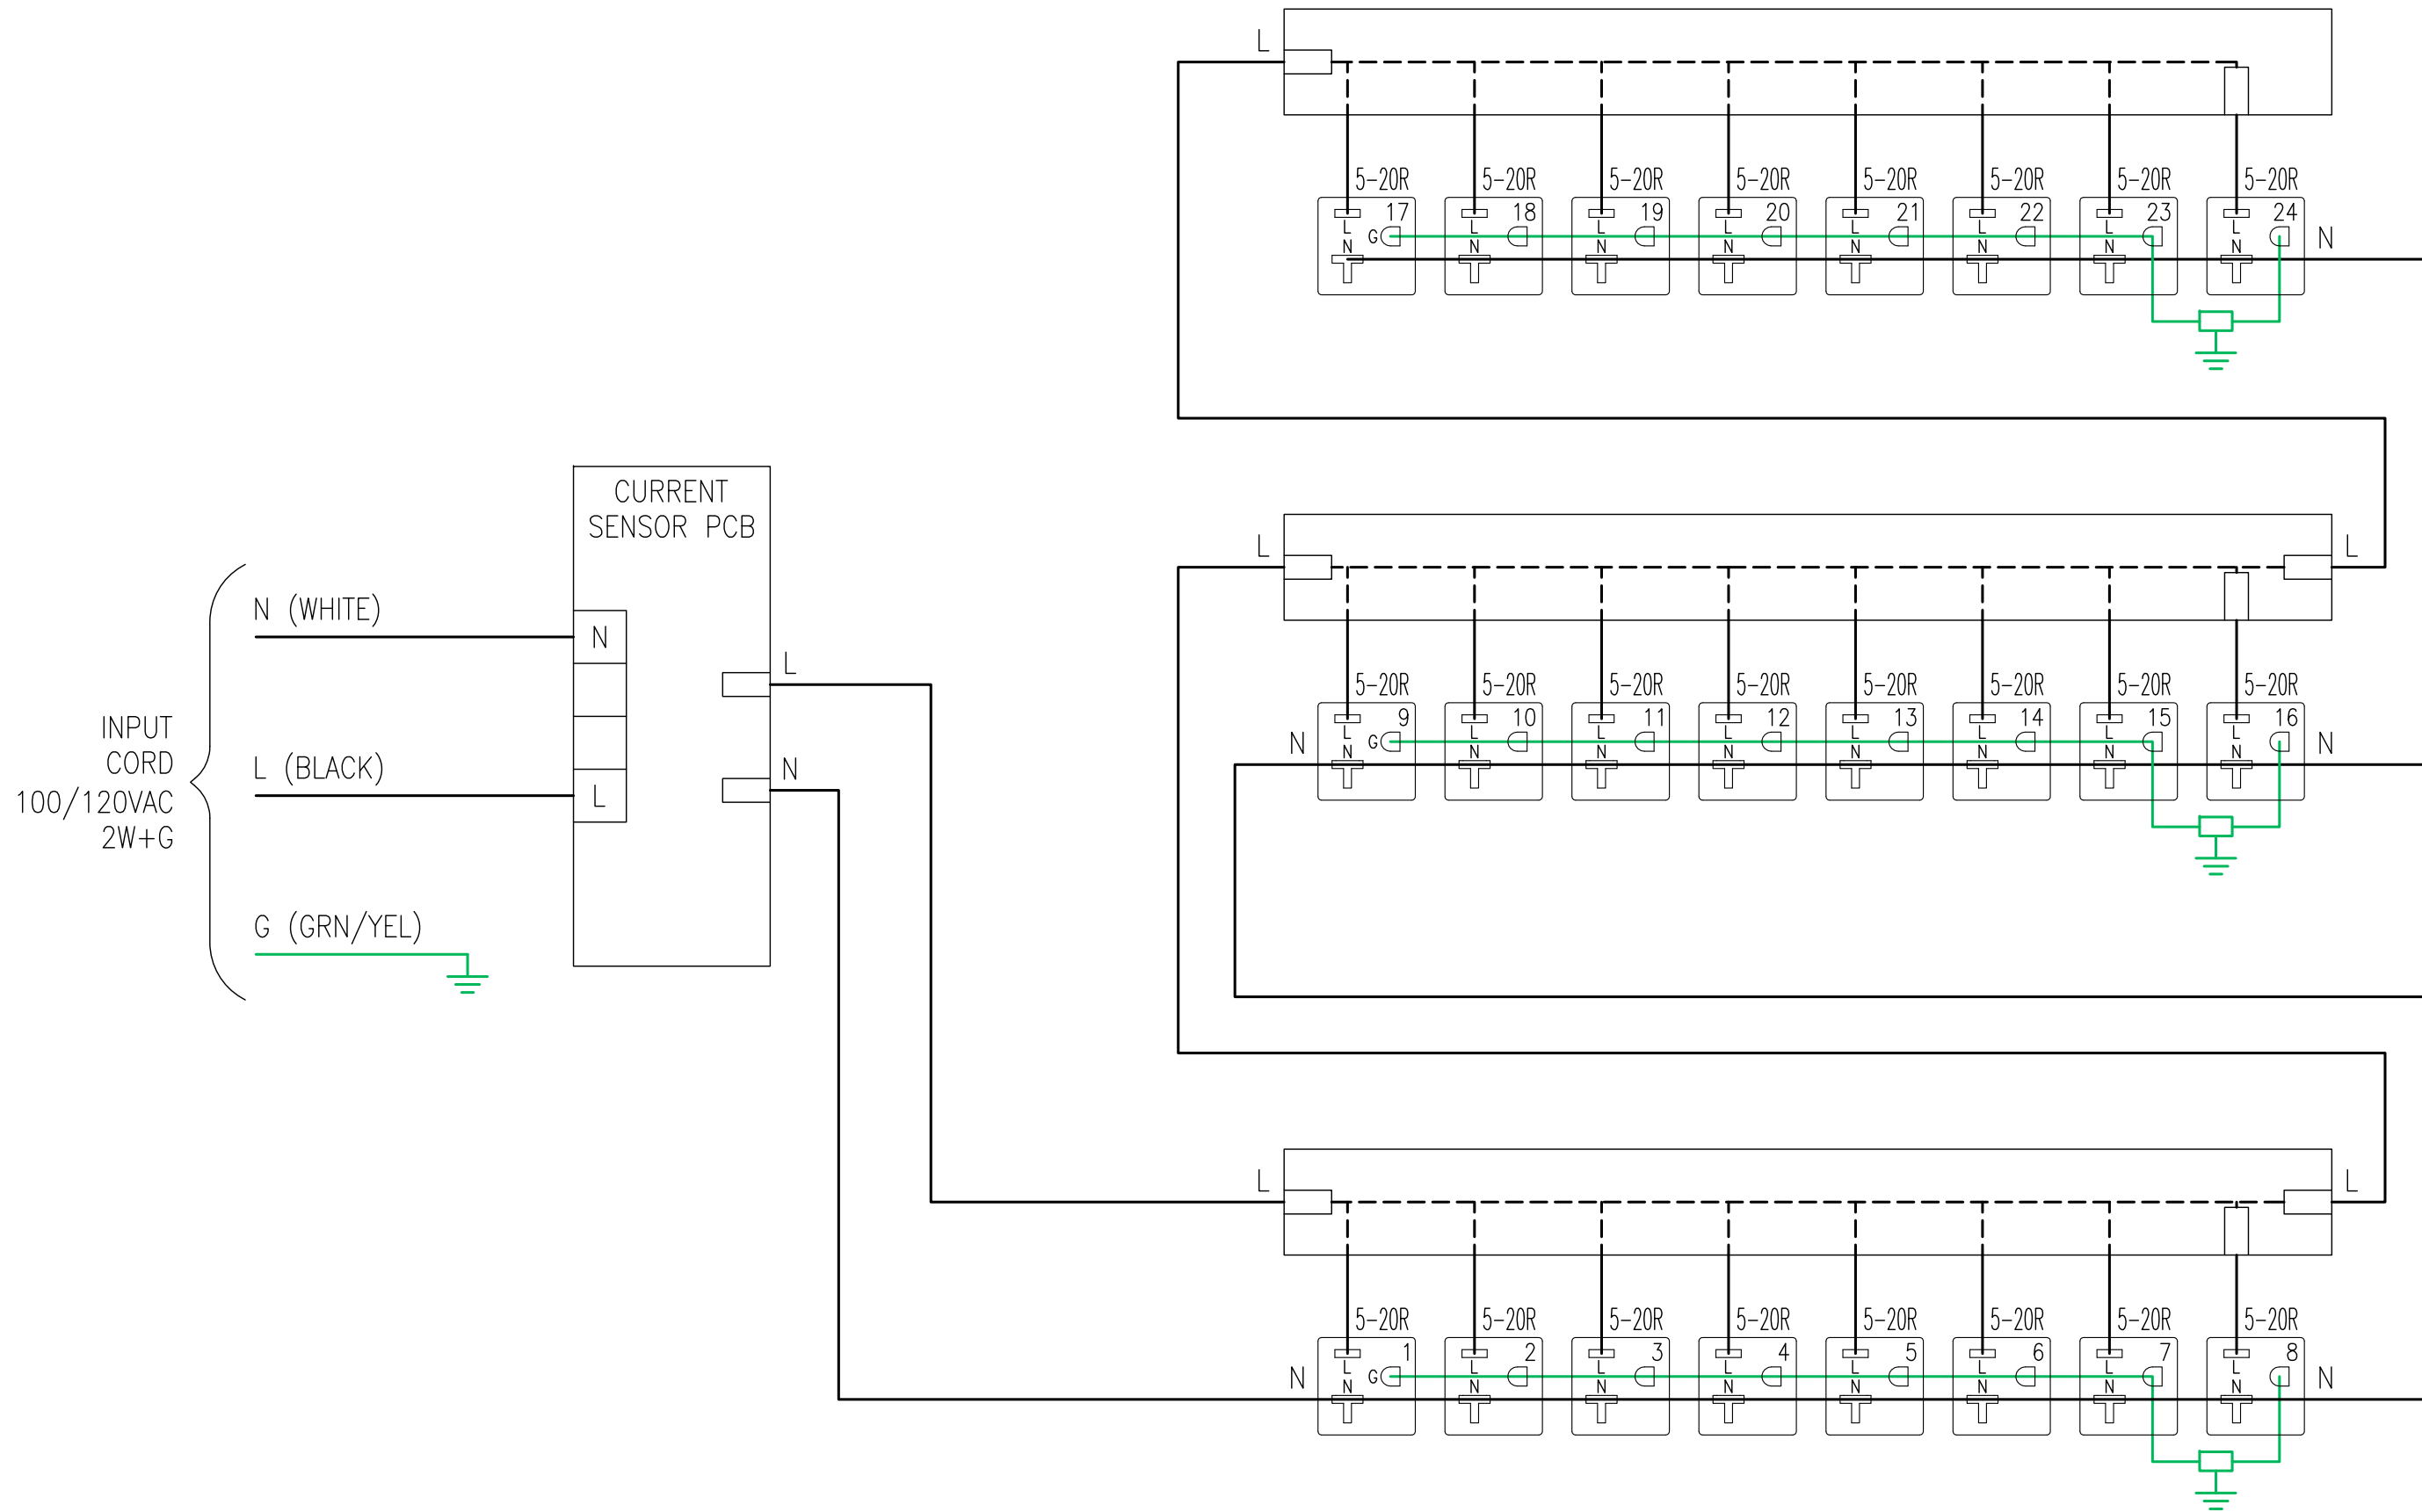 L
5-20R 5-20R 5-20R 5-20R 5-20R 5-20R 5-20R 5-20R
17 18 19 20 21 22 23 24
L L L L L L L L
G N
N N N N N N N N
CURRENT
SENSOR PCB
L L
N (WHITE)
N
L
5-20R 5-20R 5-20R 5-20R 5-20R 5-20R 5-20R 5-20R
9 10 11 12 13 14 15 16
L L L L L L L L
N G N
N N N N N N N N
INPUT
CORD
100/120VAC
2W+G
L (BLACK)
L
N
G (GRN/YEL)
L L
5-20R 5-20R 5-20R 5-20R 5-20R 5-20R 5-20R 5-20R
1 2 3 4 5 6 7 8
L L L L L L L L
N G N
N N N N N N N N